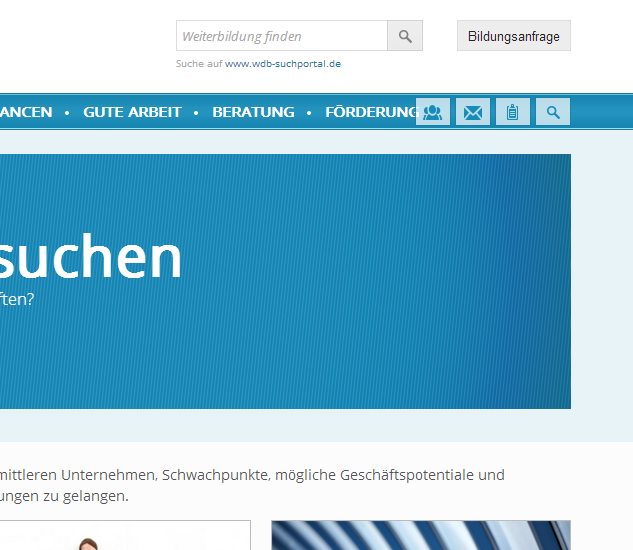 Weiterbildung finden
Bildungsanfrage
Suche auf www.wdb-suchportal.de
ANCEN • GUTE ARBEIT • BERATUNG • FÖRDERUNG
suchen
ften?
mittleren Unternehmen, Schwachpunkte, mögliche Geschäftspotentiale und
ungen zu gelangen.